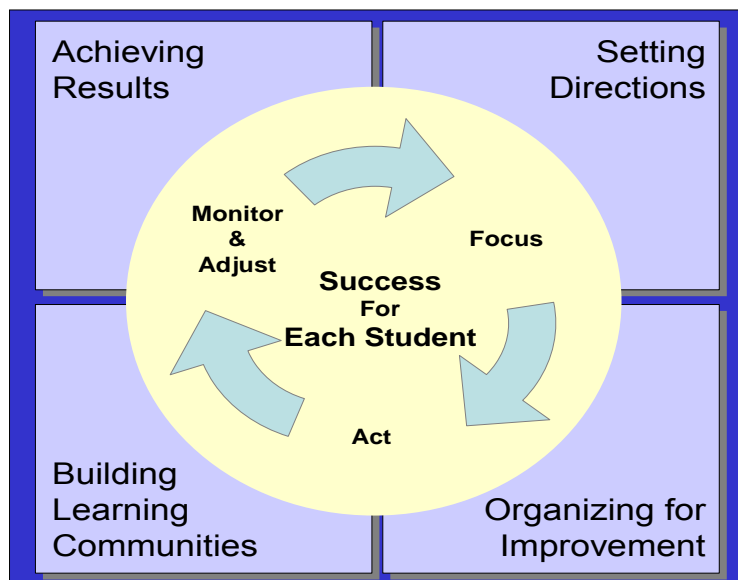 Achieving
Results
Setting
Directions
Monitor
&
Adjust
Focus
Success
For
Each Student
Act
Building
Learning
Communities
Organizing for
Improvement